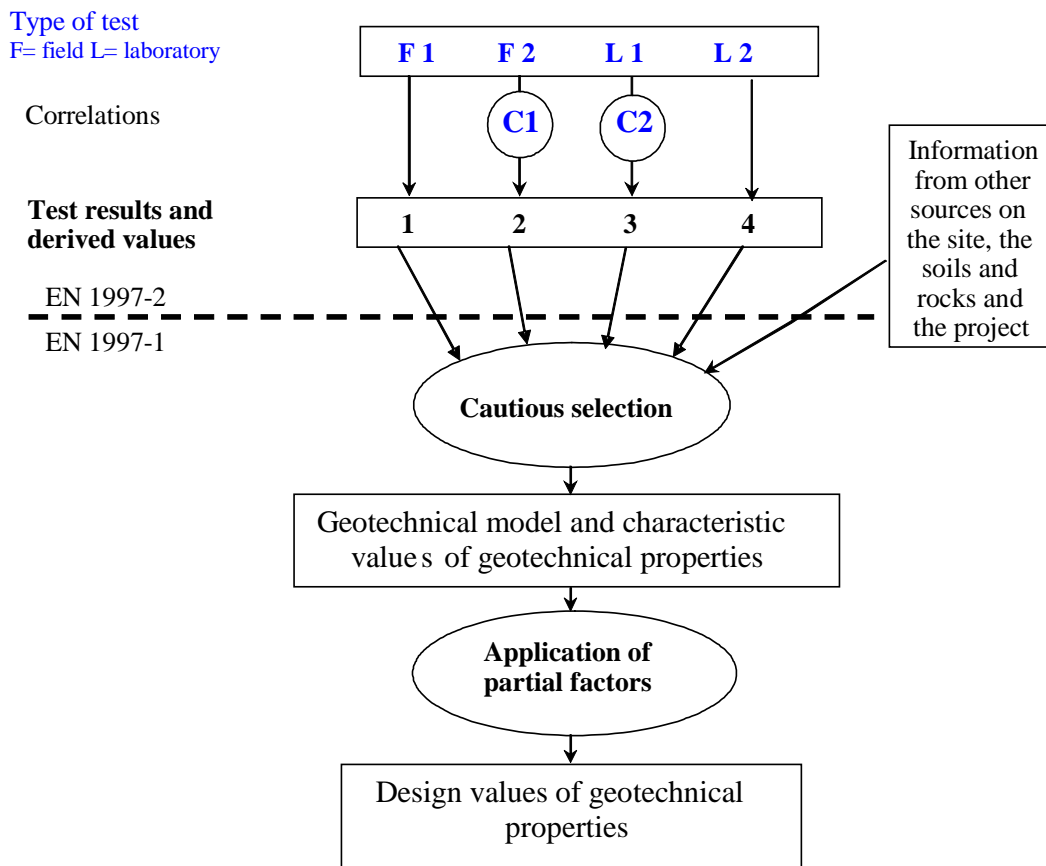 Type of test
F= field L= laboratory
F 1 F 2 L 1 L 2
Correlations
C1 C2
Information
from other
sources on
the site, the
soils and
rocks and
the project
Test results and
derived values
1 2 3 4
EN 1997-2
EN 1997-1
Cautious selection
Geotechnical model and characteristic
values of geotechnical properties
Application of
partial factors
Design values of geotechnical
properties